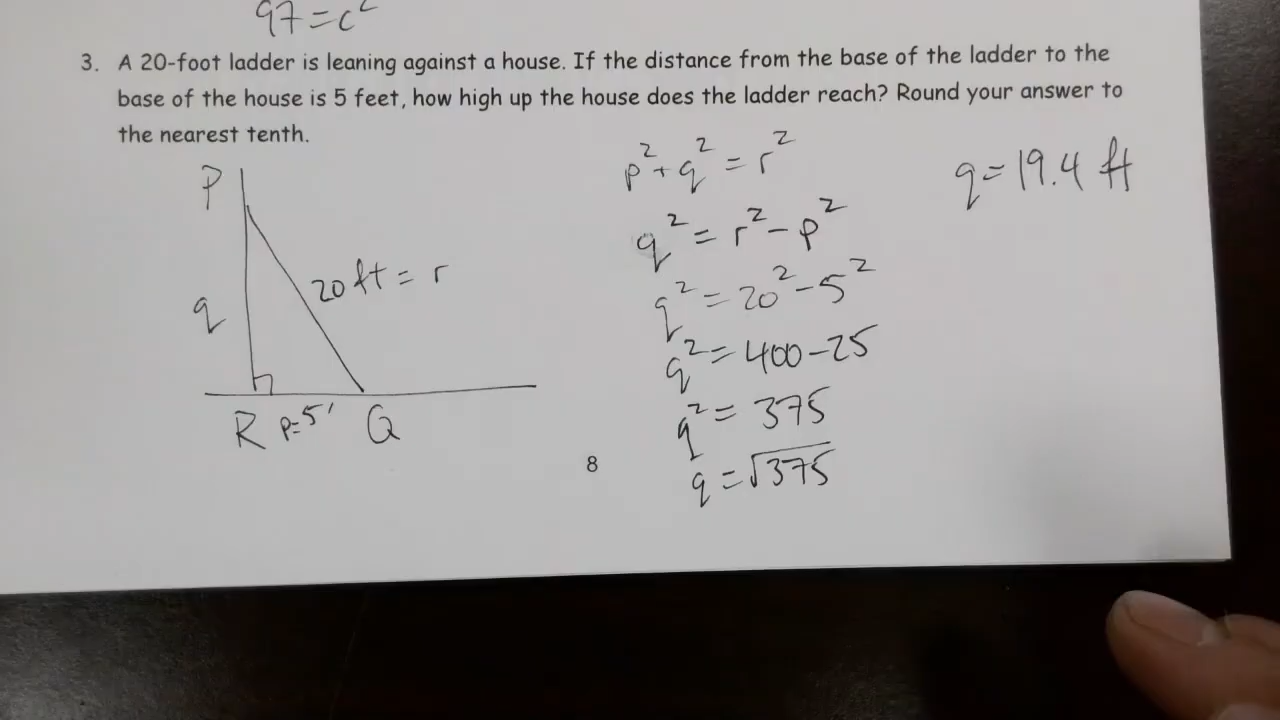 97 = c²
3. A 20-foot ladder is leaning against a house. If the distance from the base of the ladder to the
base of the house is 5 feet, how high up the house does the ladder reach? Round your answer to
the nearest tenth.
P
q
20 ft = r
R p=5' Q
p² + q² = r²
q² = r² - p²
q² = 20² - 5²
q² = 400 - 25
q² = 375
q = √375
q = 19.4 ft
8